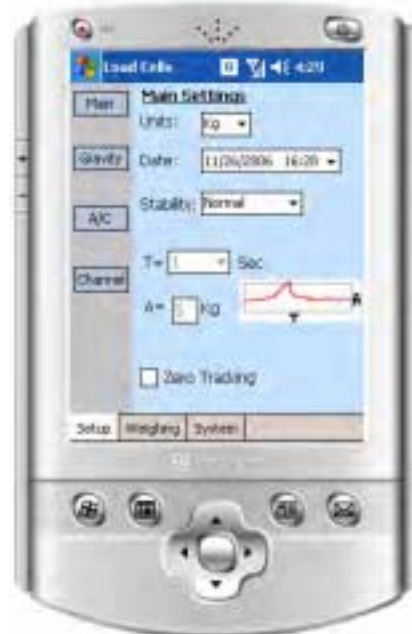 Load Cells 4:29
Main
Main Settings
Units: Kg
Gravity
Date: 11/26/2006 16:28
A/C
Stability: Normal
Channel
T= Sec
A= Kg
A
T
Zero Tracking
Setup Weighing System